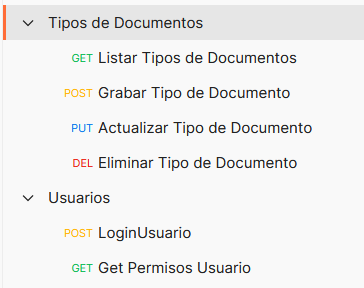 Tipos de Documentos
GET Listar Tipos de Documentos
POST Grabar Tipo de Documento
PUT Actualizar Tipo de Documento
DEL Eliminar Tipo de Documento
Usuarios
POST LoginUsuario
GET Get Permisos Usuario